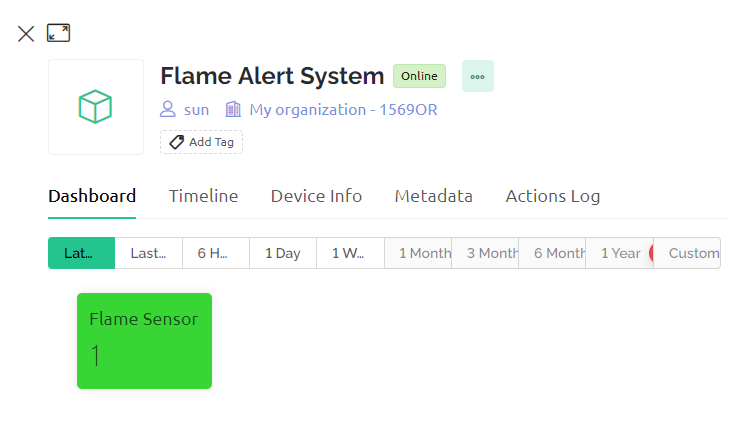 Flame Alert System Online
sun My organization - 1569OR
Add Tag
Dashboard Timeline Device Info Metadata Actions Log
Lat... Last... 6 H... 1 Day 1 W... 1 Month 3 Month 6 Month 1 Year Custom
Flame Sensor
1